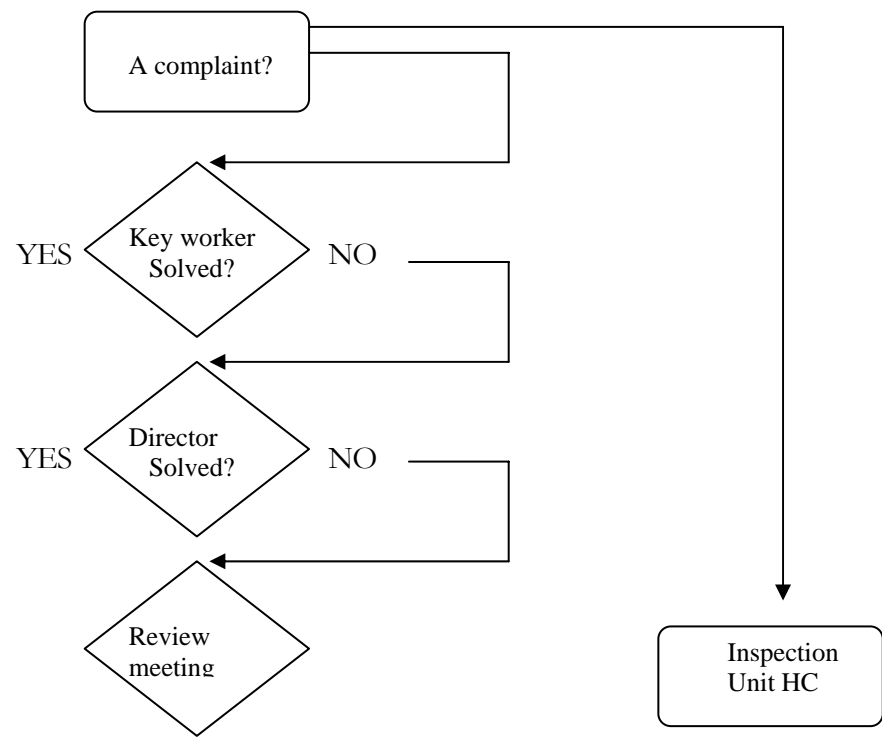 A complaint?
YES
Key worker
Solved?
NO
YES
Director
Solved?
NO
Review
meeting
Inspection
Unit HC